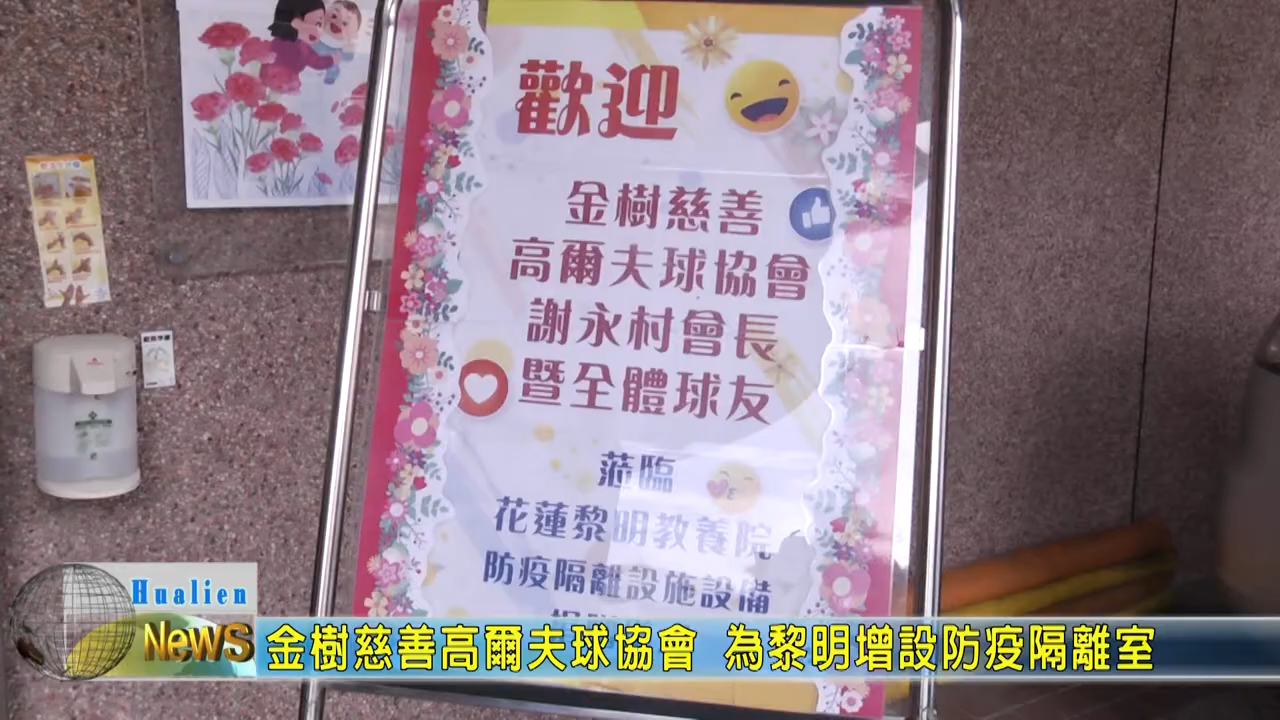 歡迎
金樹慈善
高爾夫球協會
謝永村會長
暨全體球友
蒞臨
花蓮黎明教養院
防疫隔離設施設備
Hualien
News
金樹慈善高爾夫球協會 為黎明增設防疫隔離室